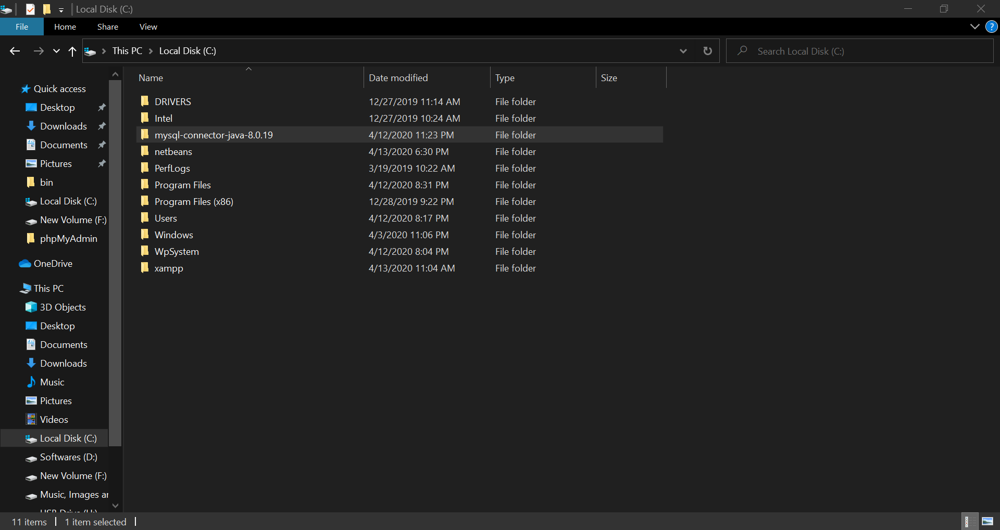 Local Disk (C:)
File Home Share View
?
This PC Local Disk (C:)
Search Local Disk (C:)
Quick access
Desktop
Downloads
Documents
Pictures
bin
Local Disk (C:)
New Volume (F:)
phpMyAdmin
OneDrive
This PC
3D Objects
Desktop
Documents
Downloads
Music
Pictures
Videos
Local Disk (C:)
Softwares (D:)
New Volume (F:)
Music, Images ar
USB Drive (H:)
Name Date modified Type Size
DRIVERS 12/27/2019 11:14 AM File folder
Intel 12/27/2019 10:24 AM File folder
mysql-connector-java-8.0.19 4/12/2020 11:23 PM File folder
netbeans 4/13/2020 6:30 PM File folder
PerfLogs 3/19/2019 10:22 AM File folder
Program Files 4/12/2020 8:31 PM File folder
Program Files (x86) 12/28/2019 9:22 PM File folder
Users 4/12/2020 8:17 PM File folder
Windows 4/3/2020 11:06 PM File folder
WpSystem 4/12/2020 8:04 PM File folder
xampp 4/13/2020 11:04 AM File folder
11 items 1 item selected